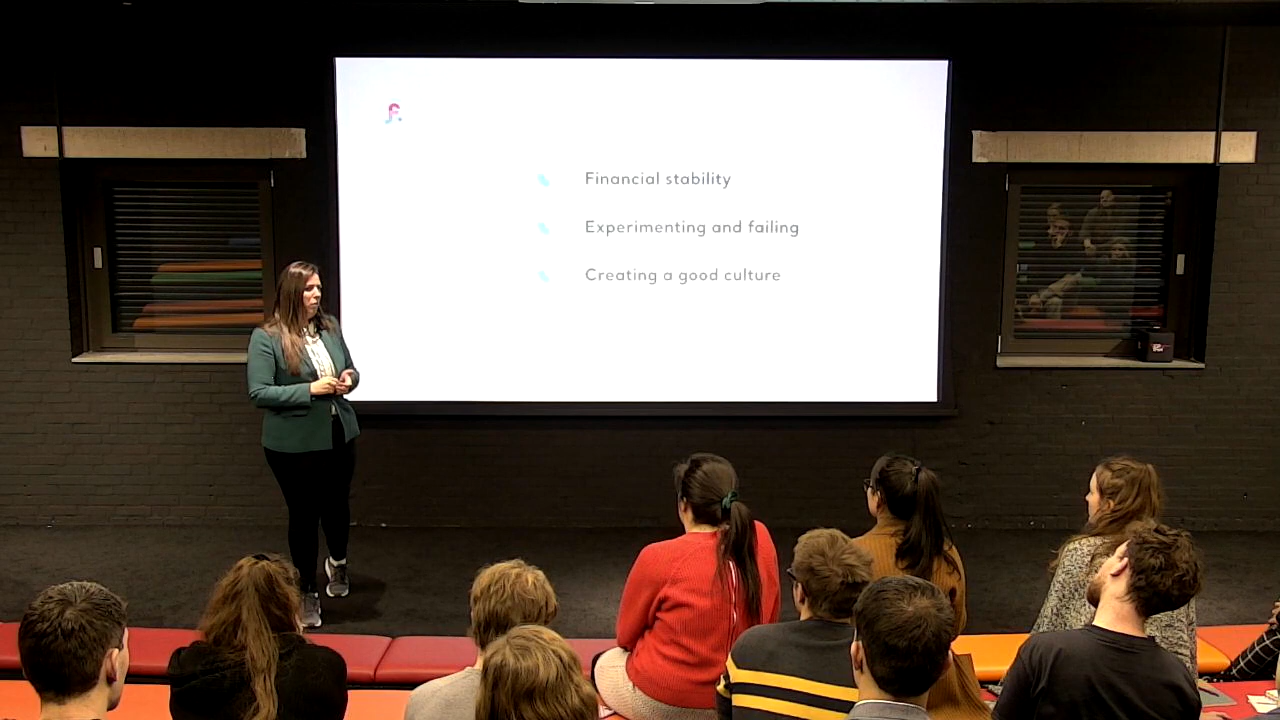 Financial stability
Experimenting and failing
Creating a good culture